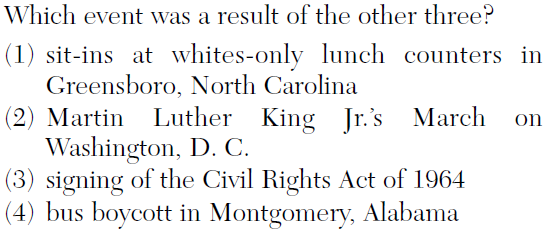 Which event was a result of the other three?
(1) sit-ins at whites-only lunch counters in
Greensboro, North Carolina
(2) Martin Luther King Jr.’s March on
Washington, D. C.
(3) signing of the Civil Rights Act of 1964
(4) bus boycott in Montgomery, Alabama